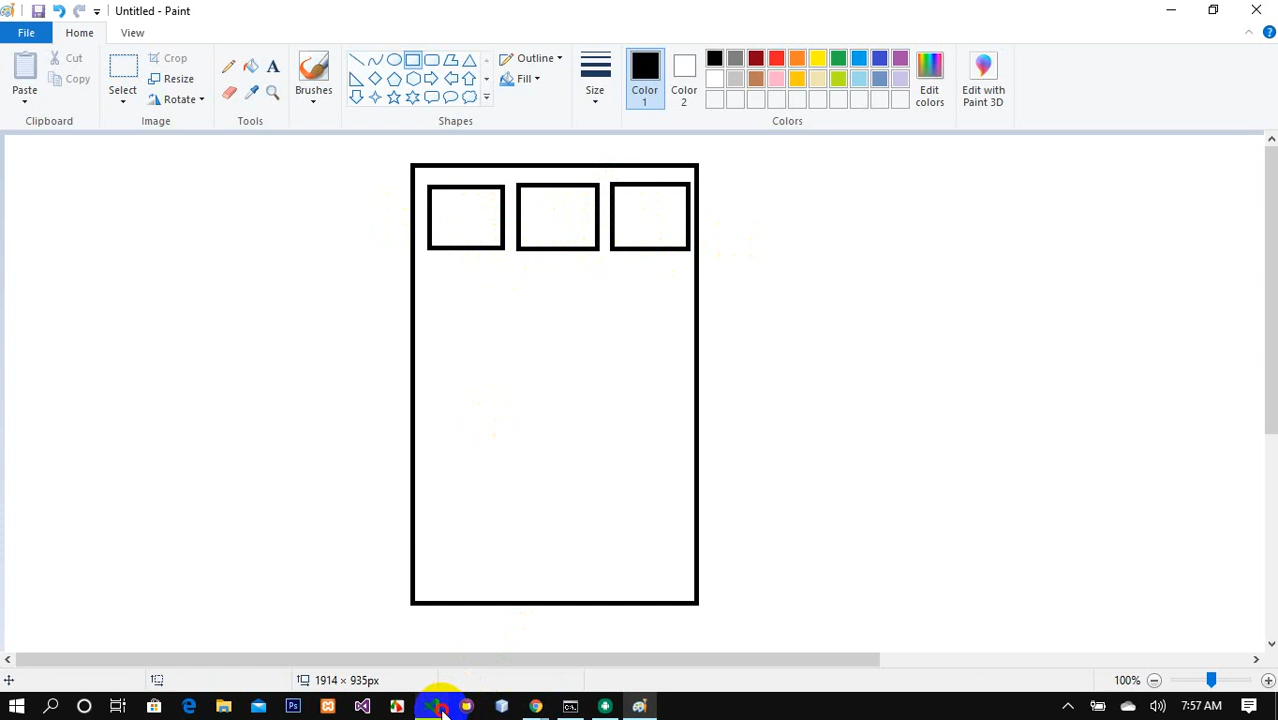 Untitled - Paint
File
Home
View
Paste
Cut
Copy
Clipboard
Select
Crop
Resize
Rotate
Image
A
Tools
Brushes
Shapes
Outline
Fill
Size
Color 1
Color 2
Colors
Edit colors
Edit with Paint 3D
1914 × 935px
100%
7:57 AM